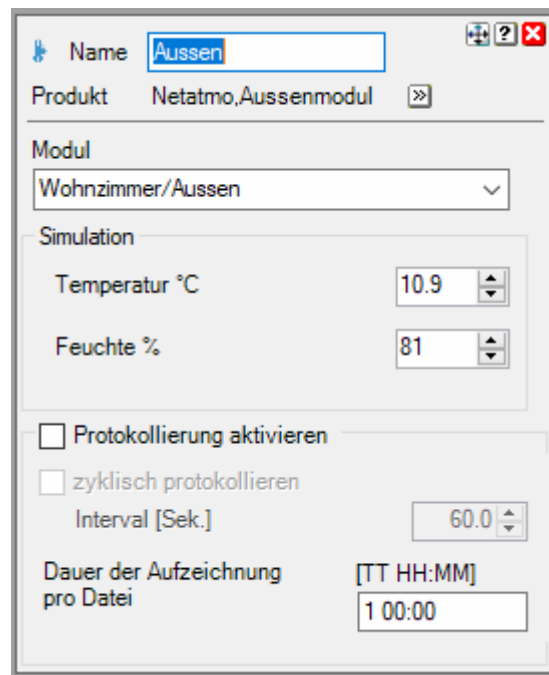 Name Aussen
Produkt Netatmo,Aussenmodul
Modul
Wohnzimmer/Aussen
Simulation
Temperatur °C 10.9
Feuchte % 81
Protokollierung aktivieren
zyklisch protokollieren
Interval [Sek.] 60.0
Dauer der Aufzeichnung [TT HH:MM]
pro Datei 1 00:00